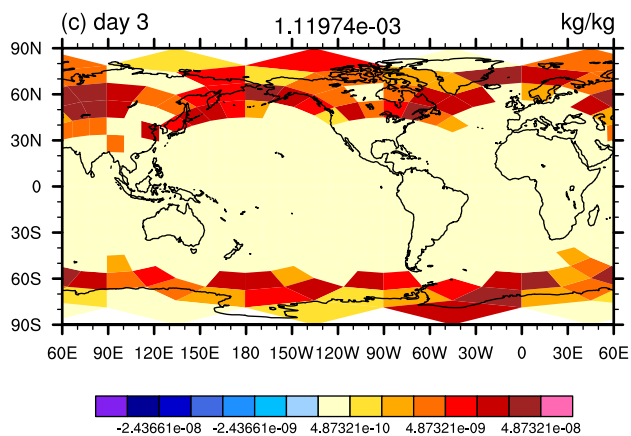 (c) day 3 1.11974e-03 kg/kg
90N
60N
30N
0
30S
60S
90S
60E 90E 120E 150E 180 150W 120W 90W 60W 30W 0 30E 60E
-2.43661e-08 -2.43661e-09 0 4.87321e-10 4.87321e-09 4.87321e-08